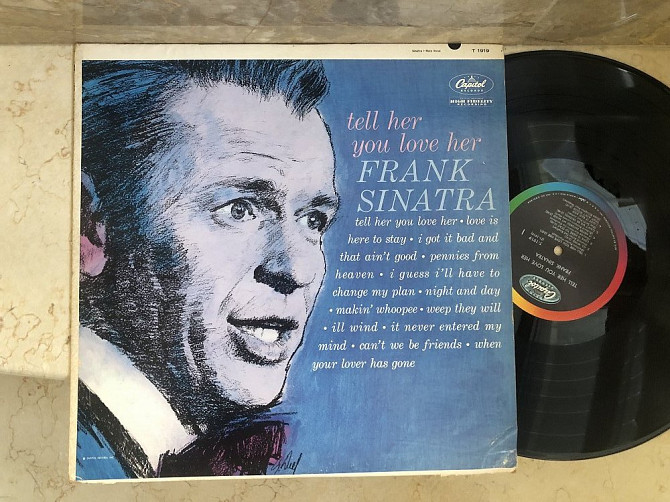 T 1919
Capitol
RECORDS
HIGH FIDELITY
RECORDING
tell her
you love her
FRANK
SINATRA
tell her you love her • love is
here to stay • i got it bad and
that ain't good • pennies from
heaven • i guess i'll have to
change my plan • night and day
• makin' whoopee • weep they will
• ill wind • it never entered my
mind • can't we be friends • when
your lover has gone
Capitol
TELL HER YOU LOVE HER
FRANK SINATRA